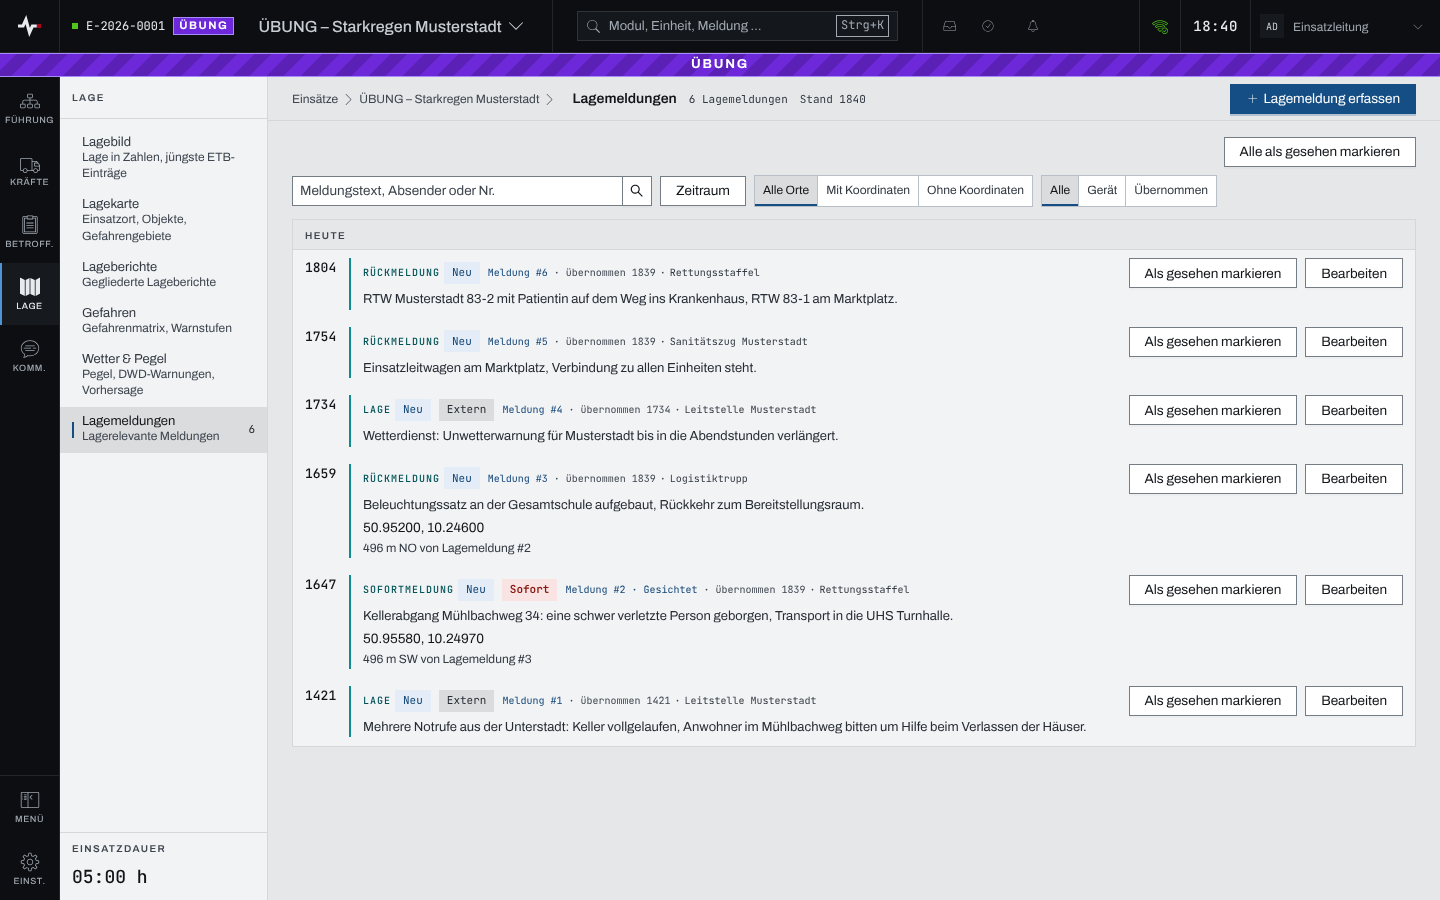 E-2026-0001 ÜBUNG ÜBUNG – Starkregen Musterstadt Modul, Einheit, Meldung ... Strg+K 18:40 AD Einsatzleitung
ÜBUNG
FÜHRUNG
KRÄFTE
BETROFF.
LAGE
KOMM.
MENÜ
EINST.
LAGE
Lagebild
Lage in Zahlen, jüngste ETB-
Einträge
Lagekarte
Einsatzort, Objekte,
Gefahrengebiete
Lageberichte
Gegliederte Lageberichte
Gefahren
Gefahrenmatrix, Warnstufen
Wetter & Pegel
Pegel, DWD-Warnungen,
Vorhersage
Lagemeldungen
Lagerelevante Meldungen 6
EINSATZDAUER
05:00 h
Einsätze ÜBUNG – Starkregen Musterstadt Lagemeldungen 6 Lagemeldungen Stand 1840 + Lagemeldung erfassen
Alle als gesehen markieren
Meldungstext, Absender oder Nr. Zeitraum Alle Orte Mit Koordinaten Ohne Koordinaten Alle Gerät Übernommen
HEUTE
1804 RÜCKMELDUNG Neu Meldung #6 · übernommen 1839 · Rettungsstaffel Als gesehen markieren Bearbeiten
RTW Musterstadt 83-2 mit Patientin auf dem Weg ins Krankenhaus, RTW 83-1 am Marktplatz.
1754 RÜCKMELDUNG Neu Meldung #5 · übernommen 1839 · Sanitätszug Musterstadt Als gesehen markieren Bearbeiten
Einsatzleitwagen am Marktplatz, Verbindung zu allen Einheiten steht.
1734 LAGE Neu Extern Meldung #4 · übernommen 1734 · Leitstelle Musterstadt Als gesehen markieren Bearbeiten
Wetterdienst: Unwetterwarnung für Musterstadt bis in die Abendstunden verlängert.
1659 RÜCKMELDUNG Neu Meldung #3 · übernommen 1839 · Logistiktrupp Als gesehen markieren Bearbeiten
Beleuchtungssatz an der Gesamtschule aufgebaut, Rückkehr zum Bereitstellungsraum.
50.95200, 10.24600
496 m NO von Lagemeldung #2
1647 SOFORTMELDUNG Neu Sofort Meldung #2 · Gesichtet · übernommen 1839 · Rettungsstaffel Als gesehen markieren Bearbeiten
Kellerabgang Mühlbachweg 34: eine schwer verletzte Person geborgen, Transport in die UHS Turnhalle.
50.95580, 10.24970
496 m SW von Lagemeldung #3
1421 LAGE Neu Extern Meldung #1 · übernommen 1421 · Leitstelle Musterstadt Als gesehen markieren Bearbeiten
Mehrere Notrufe aus der Unterstadt: Keller vollgelaufen, Anwohner im Mühlbachweg bitten um Hilfe beim Verlassen der Häuser.